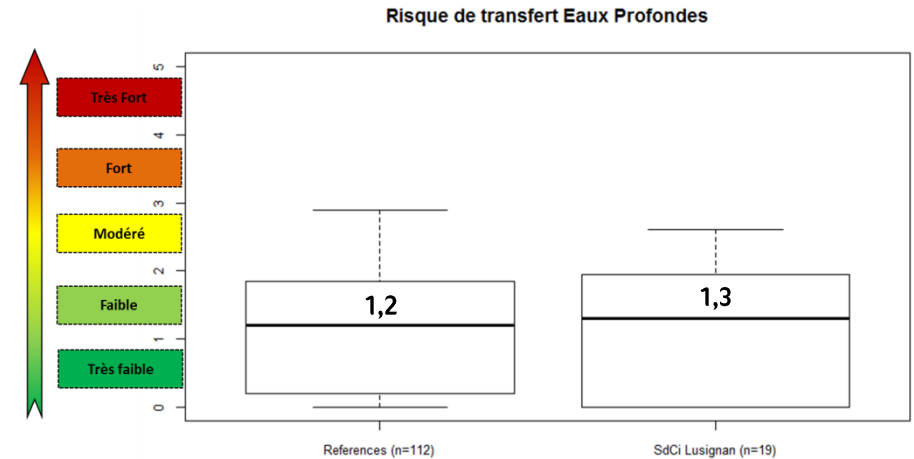 Risque de transfert Eaux Profondes
5
Très Fort
4
Fort
3
Modéré
2
Faible
1
Très faible
0
1,2
1,3
References (n=112)
SdCi Lusignan (n=19)